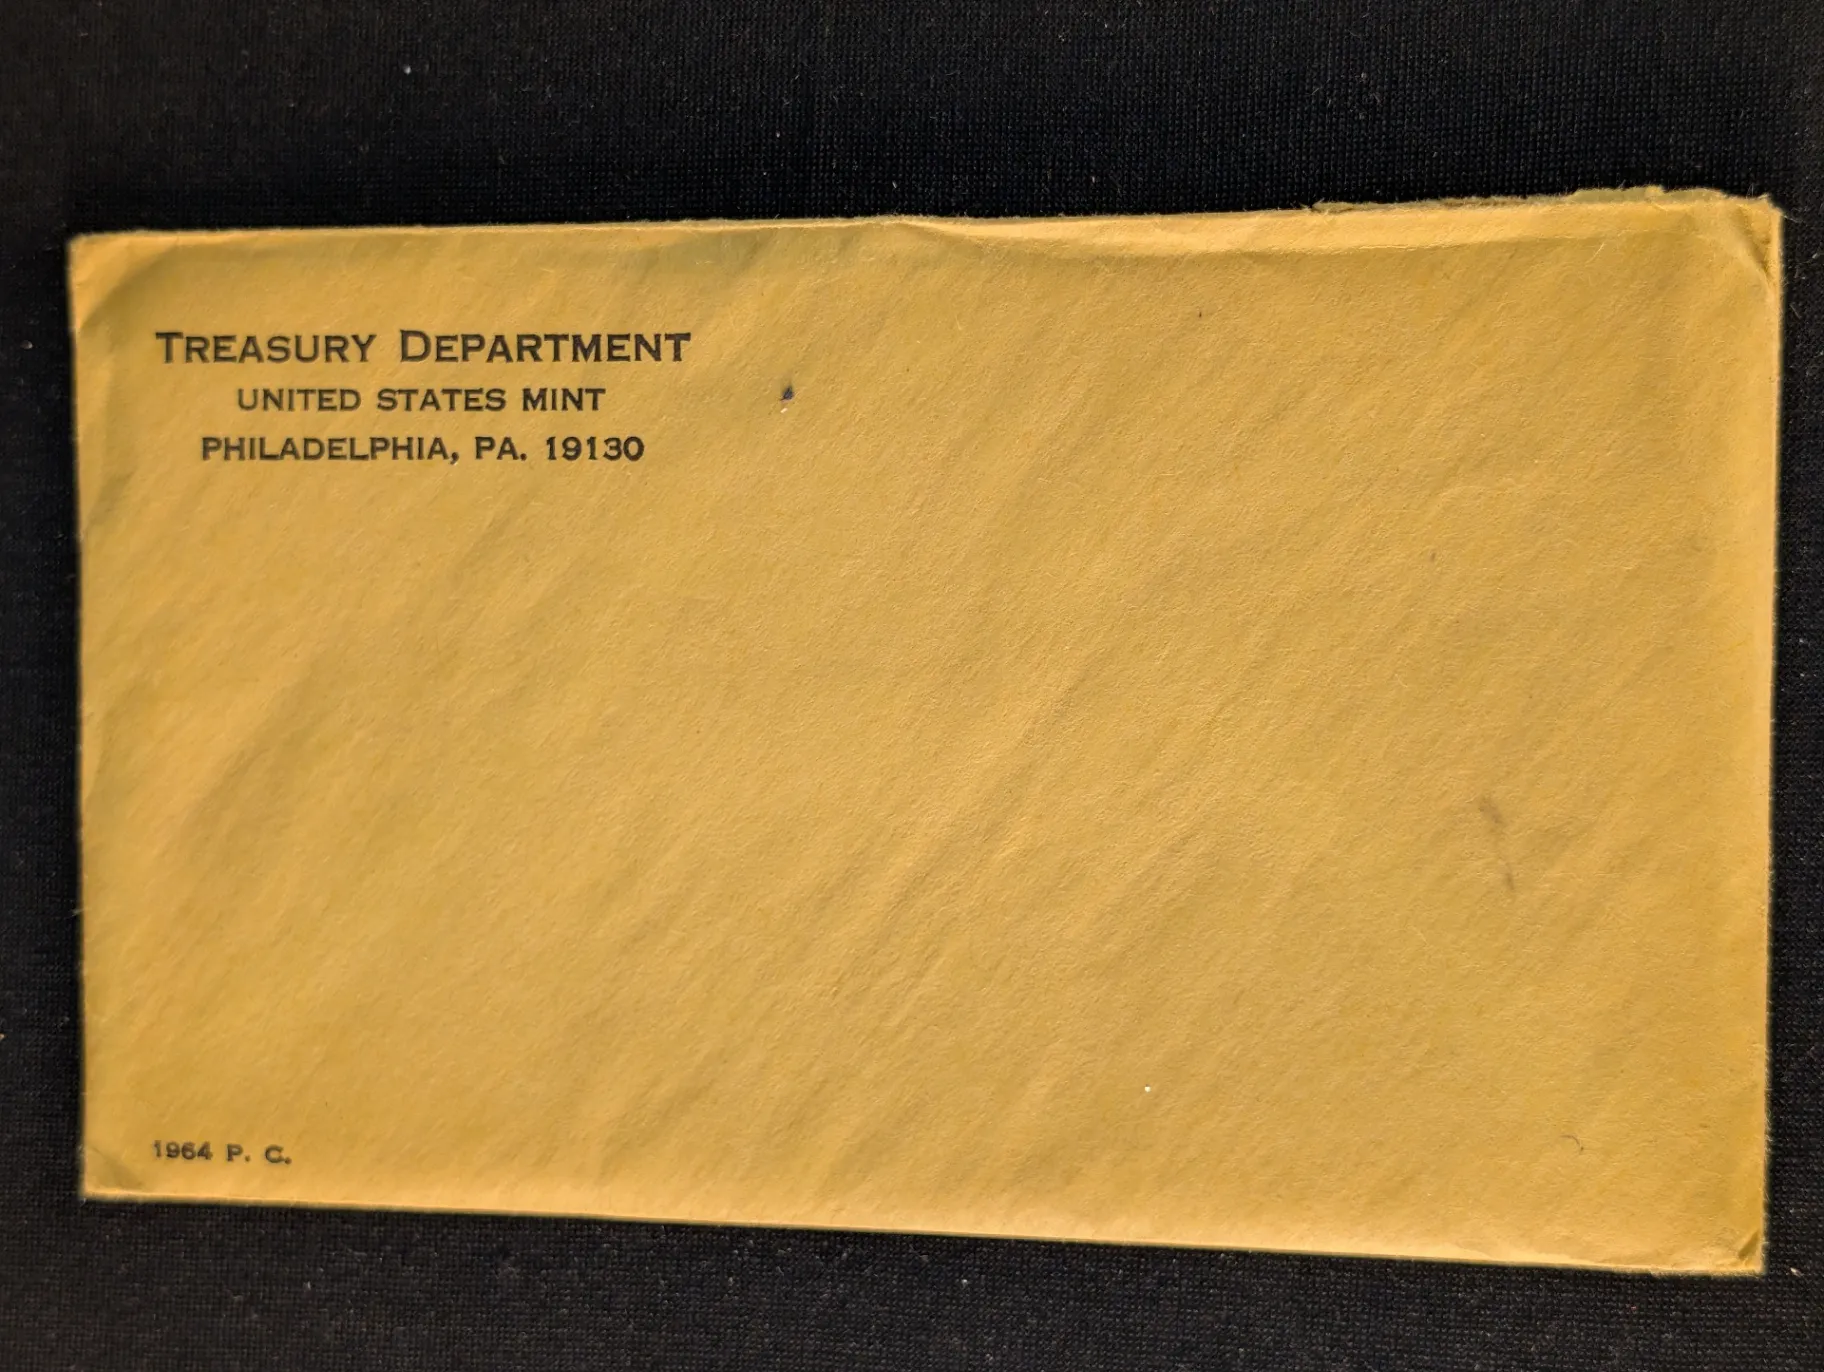 TREASURY DEPARTMENT
UNITED STATES MINT
PHILADELPHIA, PA. 19130
1964 P. C.